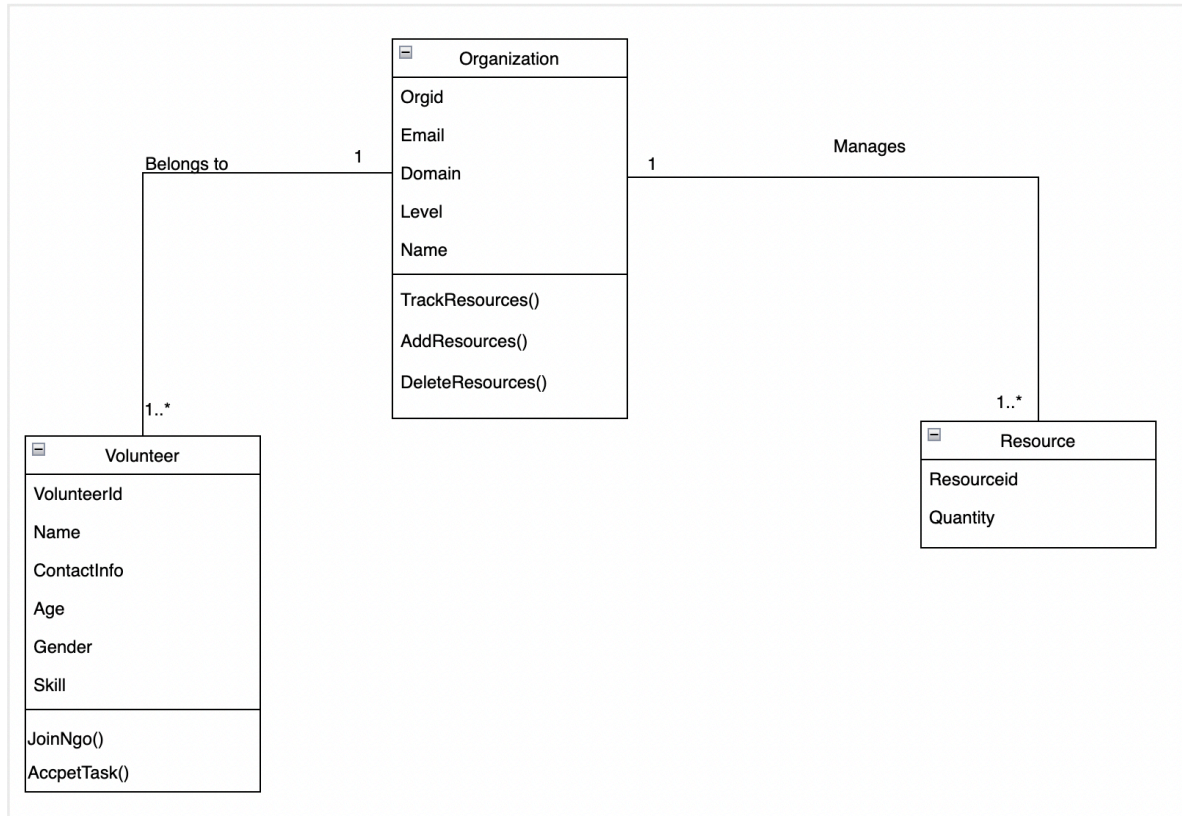 Organization
Orgid
Email
Domain
Level
Name
TrackResources()
AddResources()
DeleteResources()
Belongs to
1
1
Manages
1..*
1..*
Volunteer
VolunteerId
Name
ContactInfo
Age
Gender
Skill
JoinNgo()
AccpetTask()
Resource
Resourceid
Quantity